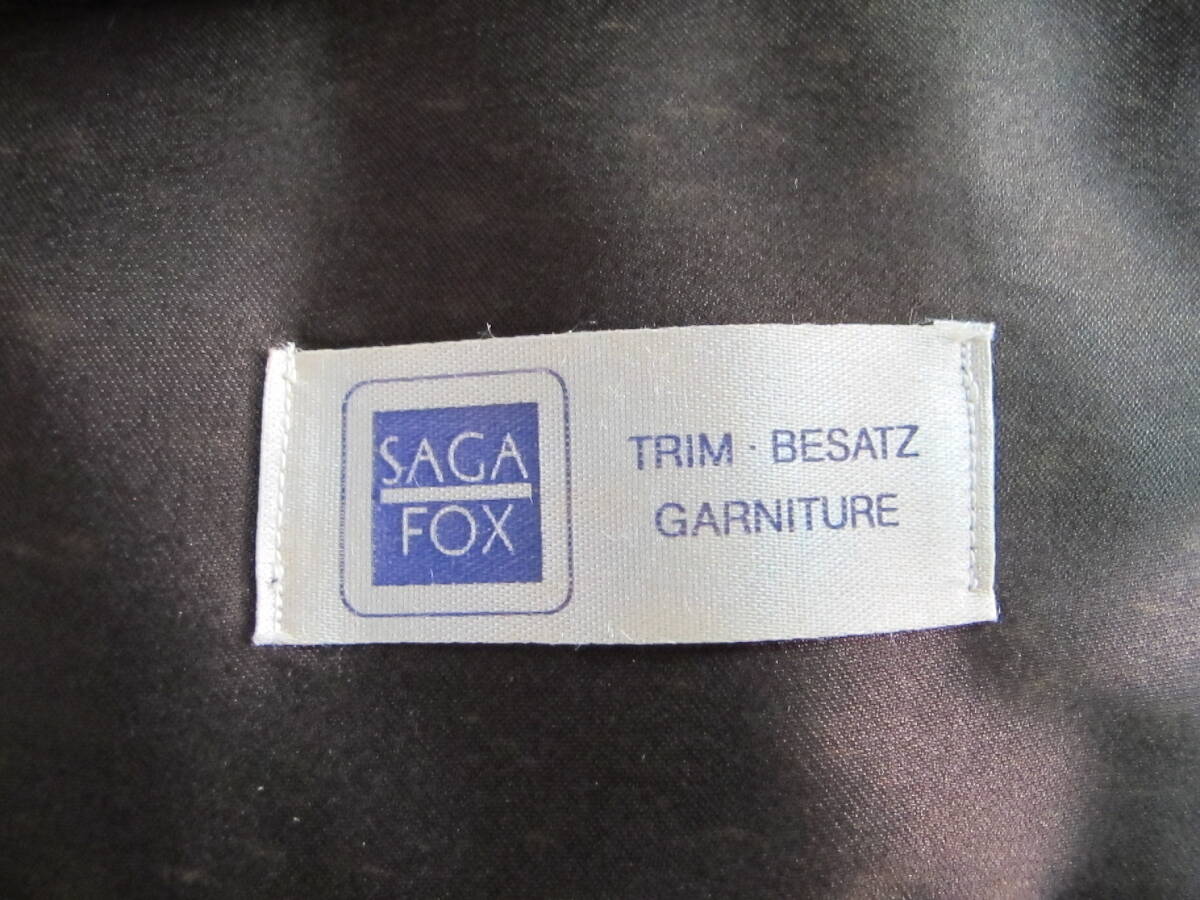 SAGA
FOX
TRIM · BESATZ
GARNITURE